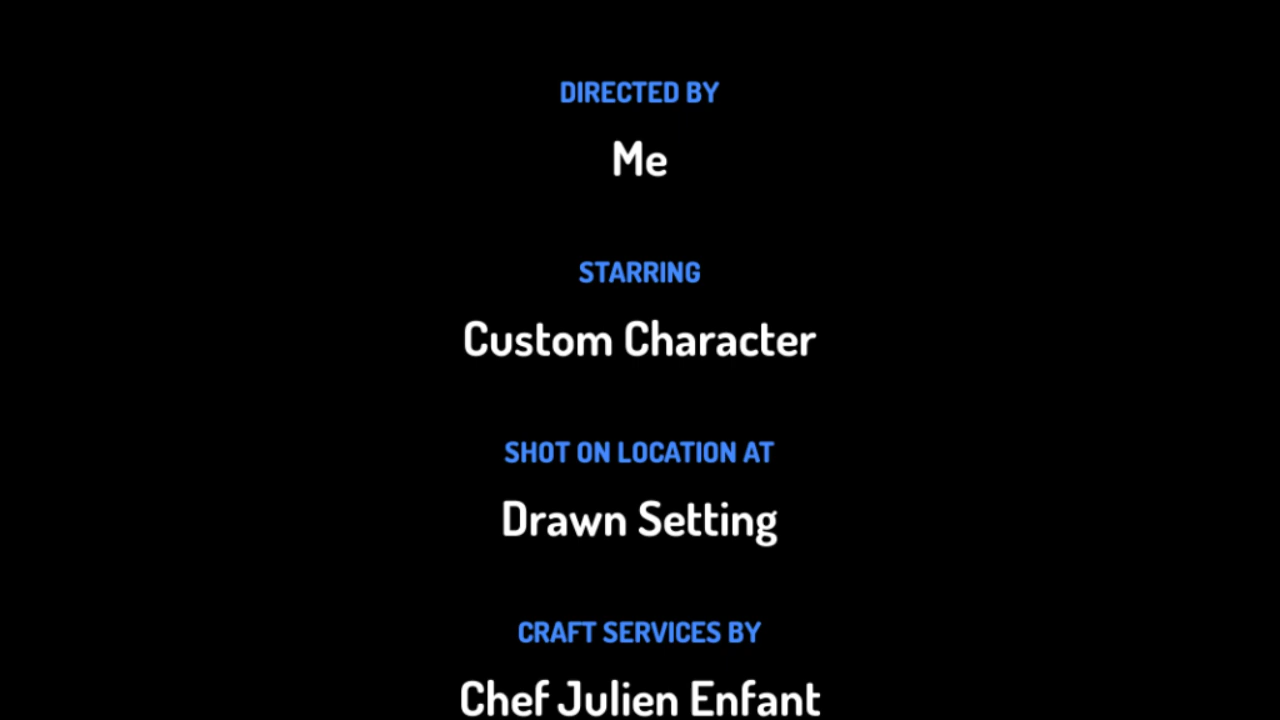 DIRECTED BY
Me
STARRING
Custom Character
SHOT ON LOCATION AT
Drawn Setting
CRAFT SERVICES BY
Chef Julien Enfant